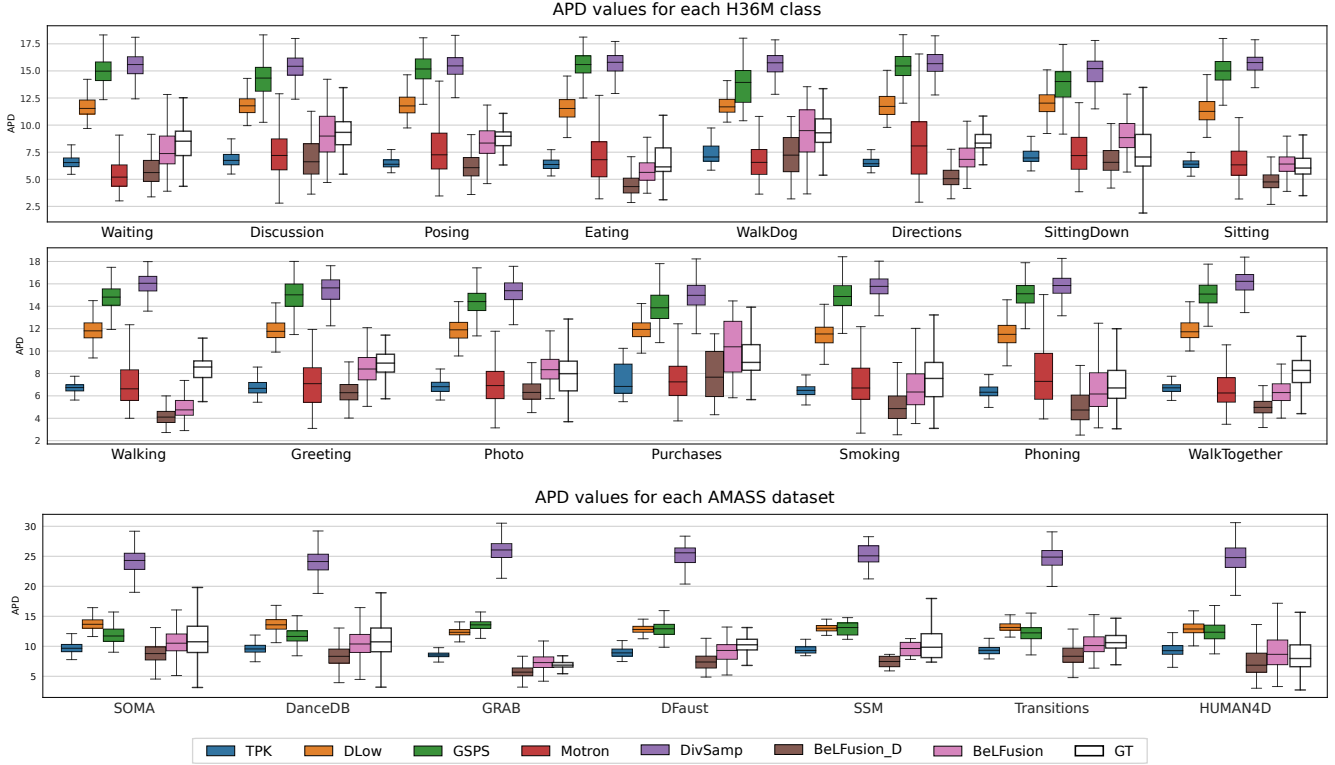 APD values for each H36M class
17.5
15.0
12.5
10.0
7.5
5.0
2.5
APD
Waiting Discussion Posing Eating WalkDog Directions SittingDown Sitting
18
16
14
12
10
8
6
4
2
APD
Walking Greeting Photo Purchases Smoking Phoning WalkTogether
APD values for each AMASS dataset
30
25
20
15
10
5
APD
SOMA DanceDB GRAB DFaust SSM Transitions HUMAN4D
TPK DLow GSPS Motron DivSamp BeLFusion_D BeLFusion GT